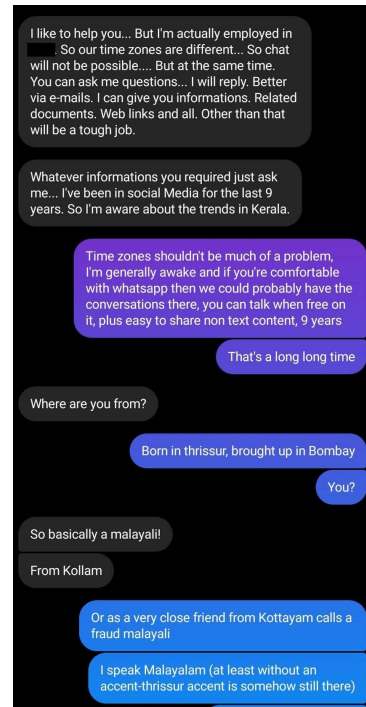 I like to help you... But I'm actually employed in
. So our time zones are different... So chat
will not be possible.... But at the same time.
You can ask me questions... I will reply. Better
via e-mails. I can give you informations. Related
documents. Web links and all. Other than that
will be a tough job.
Whatever informations you required just ask
me... I've been in social Media for the last 9
years. So I'm aware about the trends in Kerala.
Time zones shouldn't be much of a problem,
I'm generally awake and if you're comfortable
with whatsapp then we could probably have the
conversations there, you can talk when free on
it, plus easy to share non text content, 9 years
That's a long long time
Where are you from?
Born in thrissur, brought up in Bombay
You?
So basically a malayali!
From Kollam
Or as a very close friend from Kottayam calls a
fraud malayali
I speak Malayalam (at least without an
accent-thrissur accent is somehow still there)